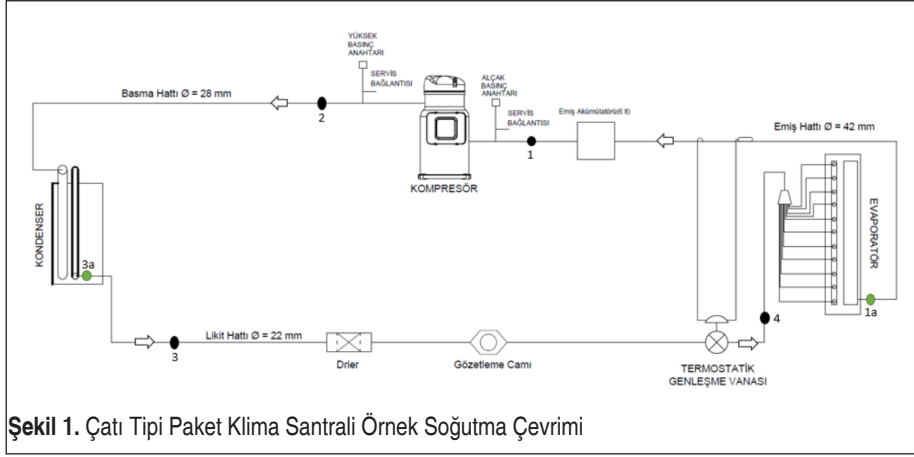 YÜKSEK
BASINÇ
ANAHTARI
SERVİS
BAĞLANTISI
ALÇAK
BASINÇ
ANAHTARI
SERVİS
BAĞLANTISI
Basma Hattı Ø = 28 mm
2
1
Emiş Akümülatörü(6 lt)
Emiş Hattı Ø = 42 mm
KOMPRESÖR
KONDENSER
3a
EVAPORATÖR
1a
4
3
Likit Hattı Ø = 22 mm
Drier
Gözetleme Camı
TERMOSTATİK
GENLEŞME VANASI
Şekil 1. Çatı Tipi Paket Klima Santrali Örnek Soğutma Çevrimi